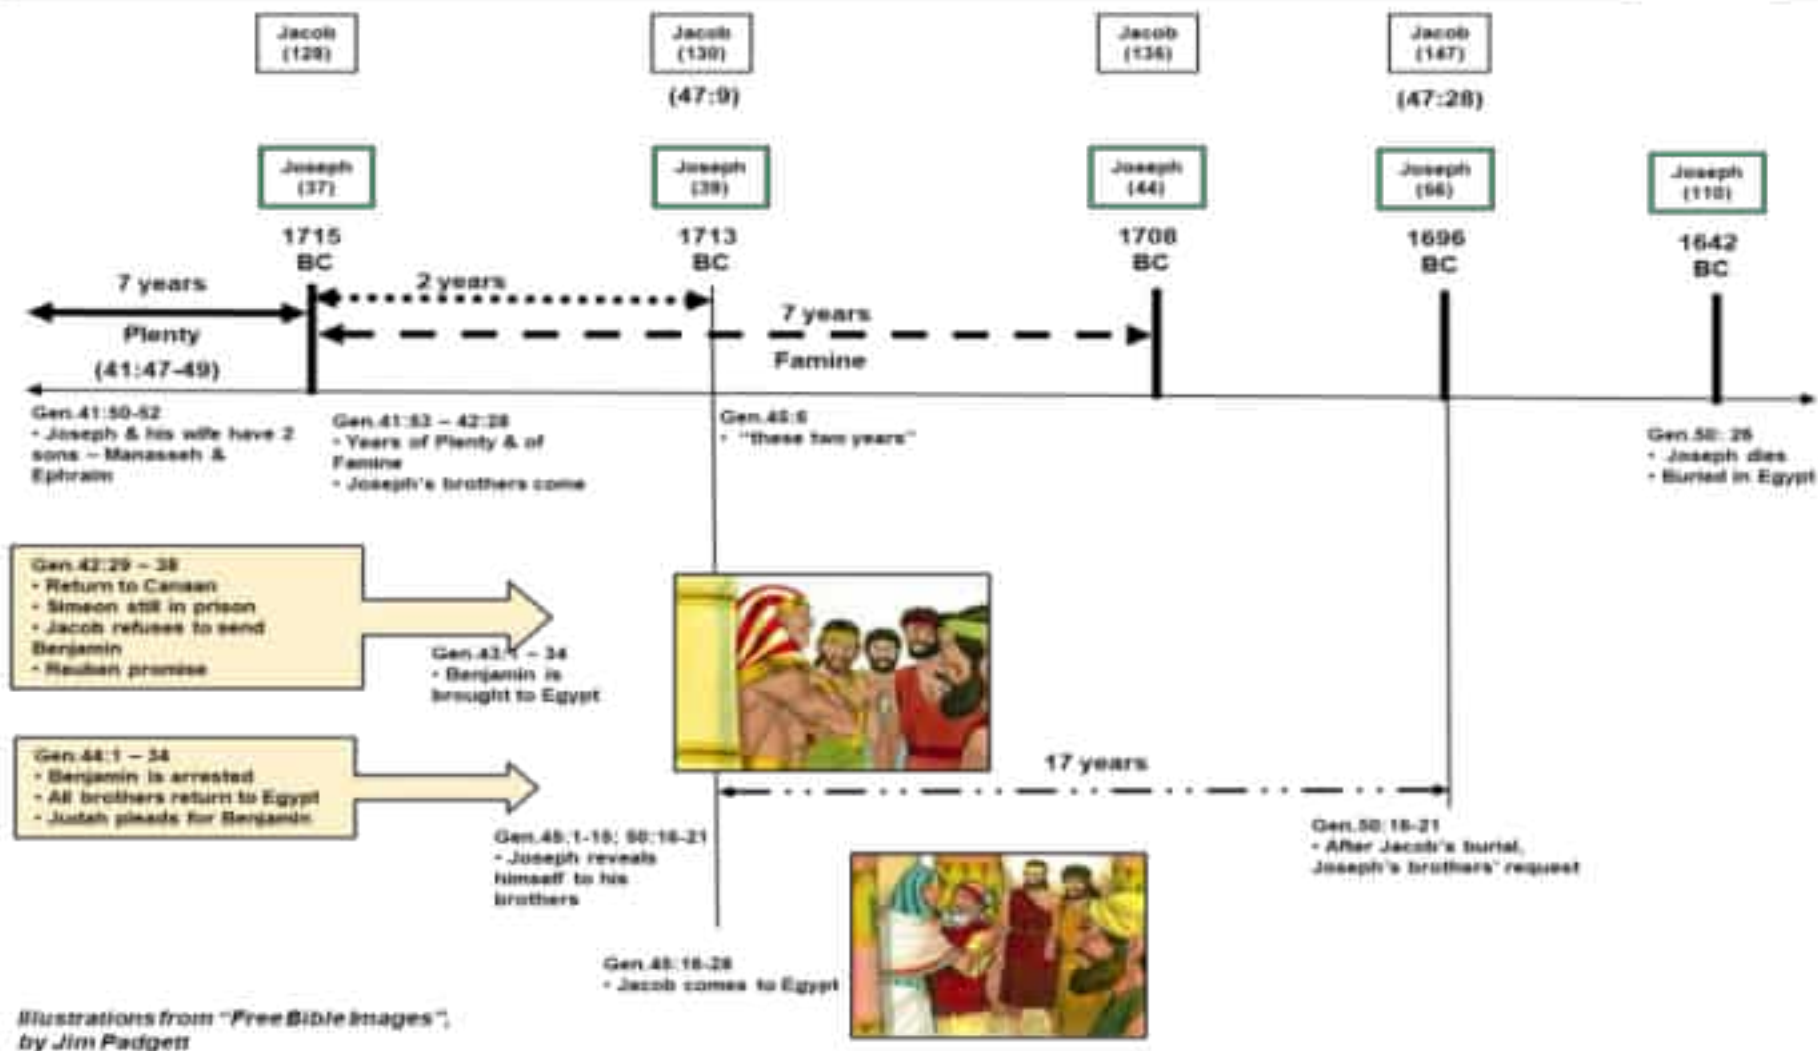 Jacob
(128)
Jacob
(130)
(47:9)
Jacob
(135)
Jacob
(147)
(47:28)
Joseph
(37)
Joseph
(39)
Joseph
(44)
Joseph
(56)
Joseph
(110)
1715
BC
1713
BC
1708
BC
1696
BC
1642
BC
7 years
Plenty
(41:47-49)
2 years
7 years
Famine
Gen.41:50-52
• Joseph & his wife have 2
sons – Manasseh &
Ephraim
Gen.41:53 – 42:28
• Years of Plenty & of
Famine
• Joseph's brothers come
Gen.45:6
• "these two years"
Gen.50: 26
• Joseph dies
• Buried in Egypt
Gen.42:29 – 38
• Return to Canaan
• Simeon still in prison
• Jacob refuses to send
Benjamin
• Reuben promise
Gen.43:1 – 34
• Benjamin is
brought to Egypt
Gen.44:1 – 34
• Benjamin is arrested
• All brothers return to Egypt
• Judah pleads for Benjamin
17 years
Gen.45:1-15; 50:16-21
• Joseph reveals
himself to his
brothers
Gen.50:16-21
• After Jacob's burial,
Joseph's brothers' request
• Jacob comes to Egypt
Illustrations from "Free Bible Images",
by Jim Padgett